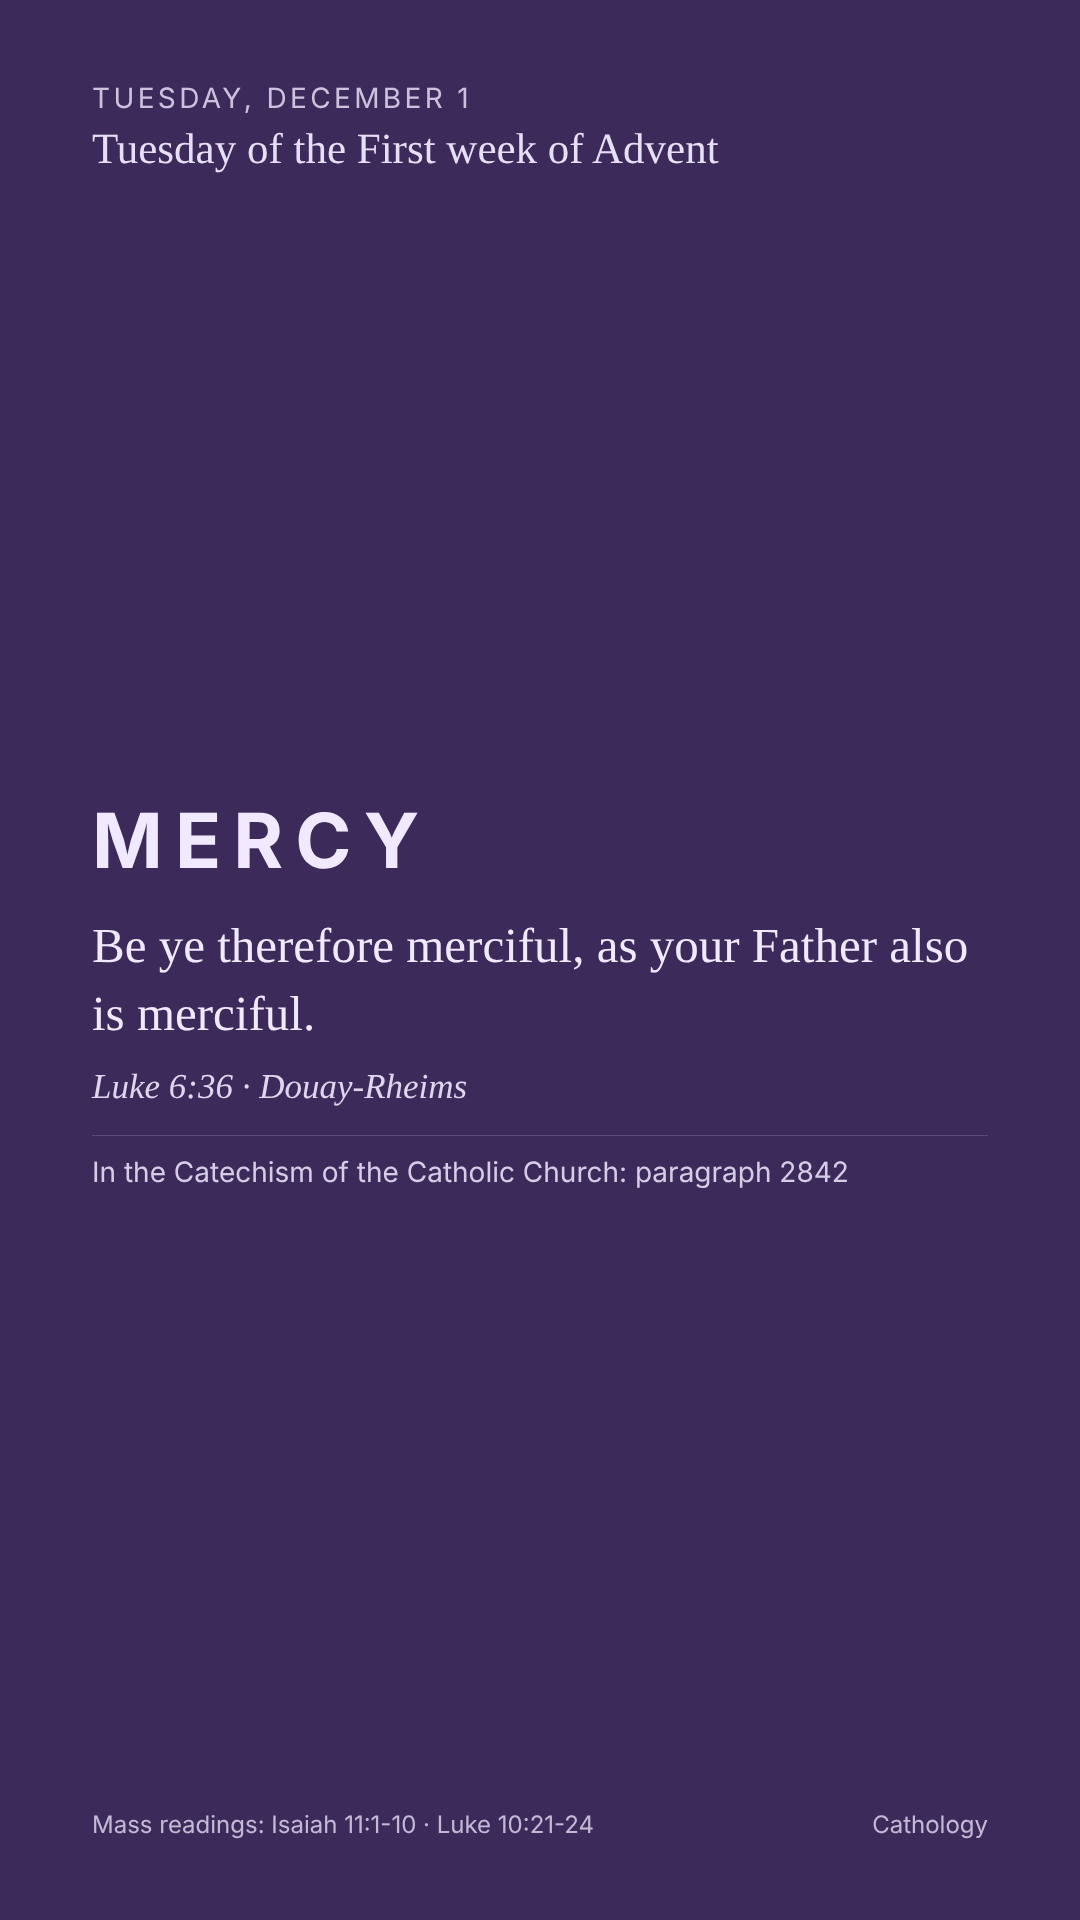 TUESDAY, DECEMBER 1
Tuesday of the First week of Advent
MERCY
Be ye therefore merciful, as your Father also
is merciful.
Luke 6:36 · Douay-Rheims
In the Catechism of the Catholic Church: paragraph 2842
Mass readings: Isaiah 11:1-10 · Luke 10:21-24
Cathology